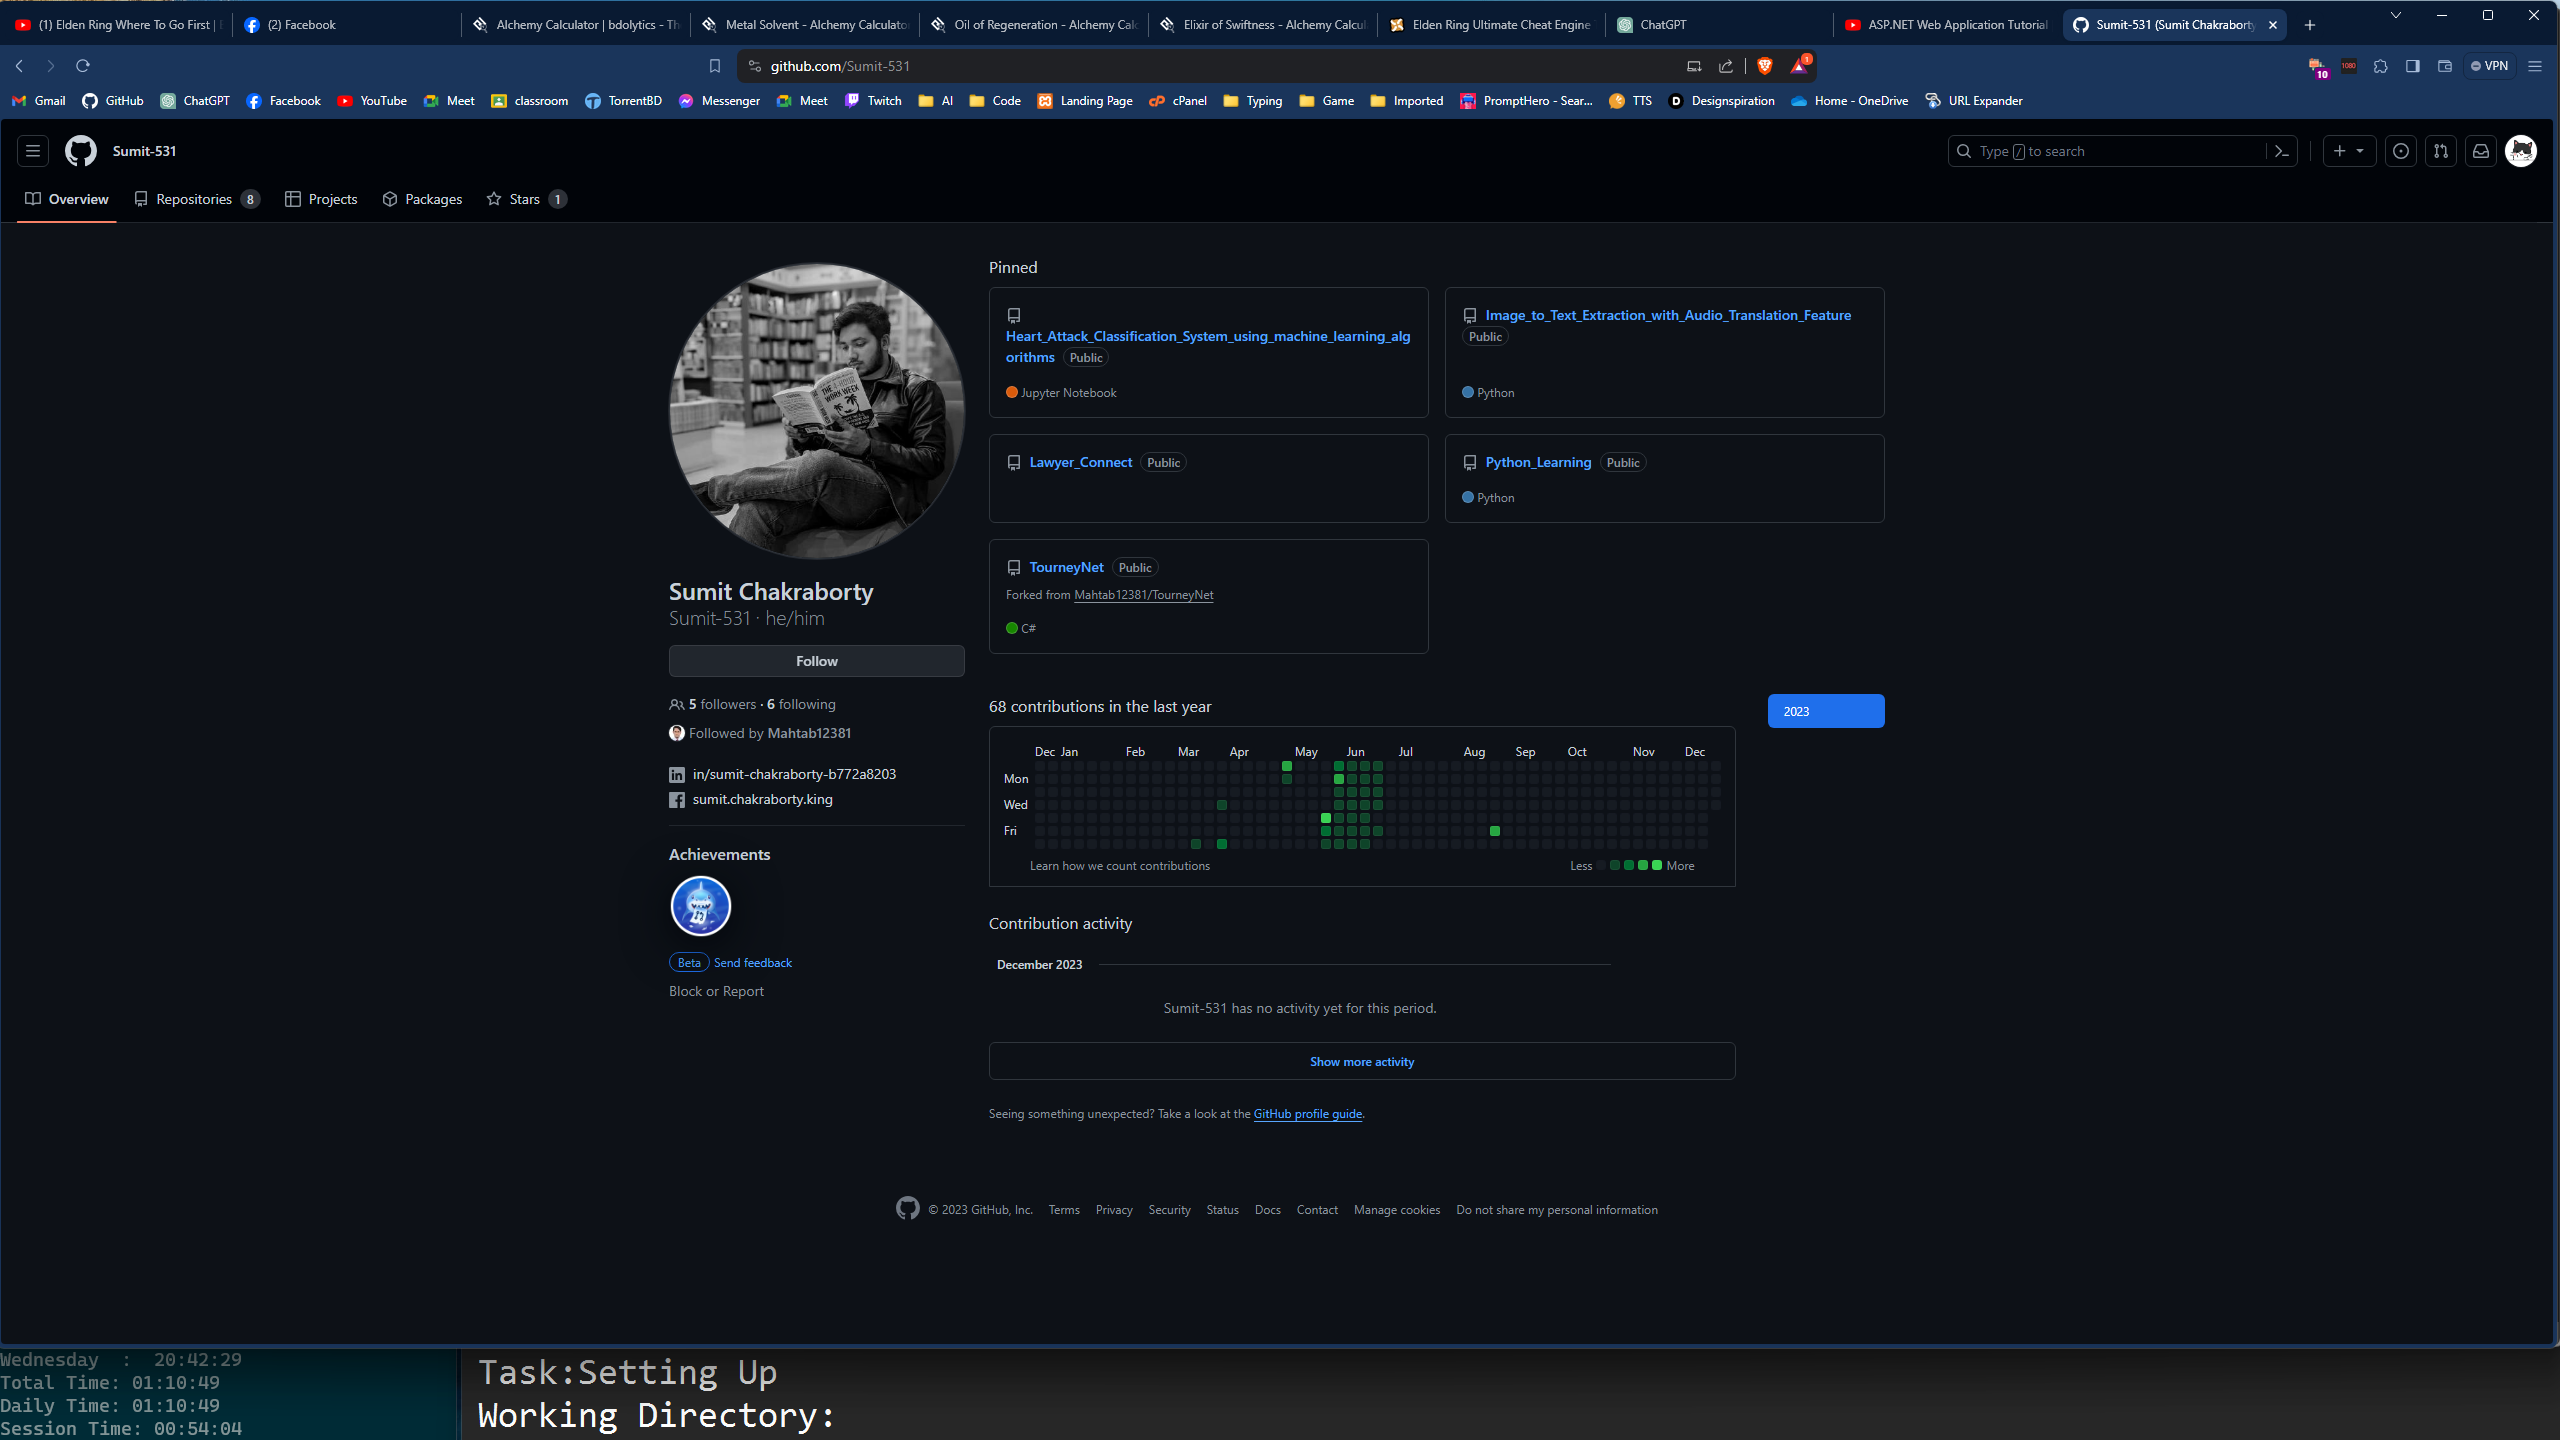 (1) Elden Ring Where To Go First |
(2) Facebook
Alchemy Calculator | bdolytics - Th
Metal Solvent - Alchemy Calculator
Oil of Regeneration - Alchemy Calc
Elixir of Swiftness - Alchemy Calcul
Elden Ring Ultimate Cheat Engine
ChatGPT
ASP.NET Web Application Tutorial
Sumit-531 (Sumit Chakraborty
github.com/Sumit-531
1
10
1080
VPN
Gmail
GitHub
ChatGPT
Facebook
YouTube
Meet
classroom
TorrentBD
Messenger
Meet
Twitch
AI
Code
Landing Page
cPanel
Typing
Game
Imported
PromptHero - Sear...
TTS
Designspiration
Home - OneDrive
URL Expander
Sumit-531
Type / to search
Overview
Repositories 8
Projects
Packages
Stars 1
THE
WORK WEEK
Sumit Chakraborty
Sumit-531 · he/him
Follow
5 followers · 6 following
Followed by Mahtab12381
in/sumit-chakraborty-b772a8203
sumit.chakraborty.king
Achievements
Beta Send feedback
Block or Report
Pinned
Heart_Attack_Classification_System_using_machine_learning_alg
orithms Public
Jupyter Notebook
Image_to_Text_Extraction_with_Audio_Translation_Feature
Public
Python
Lawyer_Connect Public
Python_Learning Public
Python
TourneyNet Public
Forked from Mahtab12381/TourneyNet
C#
68 contributions in the last year
2023
Dec Jan Feb Mar Apr May Jun Jul Aug Sep Oct Nov Dec
Mon
Wed
Fri
Learn how we count contributions
Less More
Contribution activity
December 2023
Sumit-531 has no activity yet for this period.
Show more activity
Seeing something unexpected? Take a look at the GitHub profile guide.
© 2023 GitHub, Inc. Terms Privacy Security Status Docs Contact Manage cookies Do not share my personal information
Wednesday : 20:42:29
Total Time: 01:10:49
Daily Time: 01:10:49
Session Time: 00:54:04
Task:Setting Up
Working Directory: